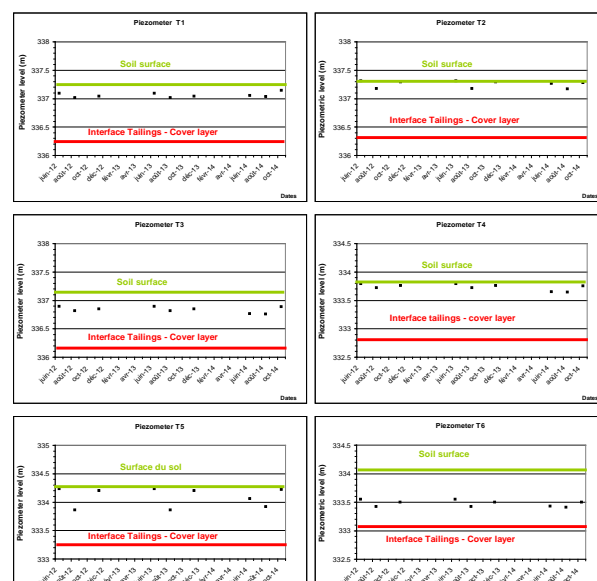 Piezometer T1
Piezometer level (m)
338
337.5
337
336.5
336
Soil surface
Interface Tailings - Cover layer
juin-12
août-12
oct-12
déc-12
févr-13
avr-13
juin-13
août-13
oct-13
déc-13
févr-14
avr-14
juin-14
août-14
oct-14
Dates
Piezometer T2
Piezometric level (m)
338
337.5
337
336.5
336
Soil surface
Interface Tailings - Cover layer
juin-12
août-12
oct-12
déc-12
févr-13
avr-13
juin-13
août-13
oct-13
déc-13
févr-14
avr-14
juin-14
août-14
oct-14
Dates
Piezometer T3
Piezometer level (m)
338
337.5
337
336.5
336
Soil surface
Interface Tailings - Cover layer
juin-12
août-12
oct-12
déc-12
févr-13
avr-13
juin-13
août-13
oct-13
déc-13
févr-14
avr-14
juin-14
août-14
oct-14
Dates
Piezometer T4
Piezometer level (m)
334.5
334
333.5
333
332.5
Soil surface
Interface tailings - cover layer
juin-12
août-12
oct-12
déc-12
févr-13
avr-13
juin-13
août-13
oct-13
déc-13
févr-14
avr-14
juin-14
août-14
oct-14
Dates
Piezometer T5
Piezometer level (m)
335
334.5
334
333.5
333
Surface du sol
Interface Tailings - Cover layer
Piezometer T6
Piezometric level (m)
334.5
334
333.5
333
332.5
Soil surface
Interface Tailings - Cover layer